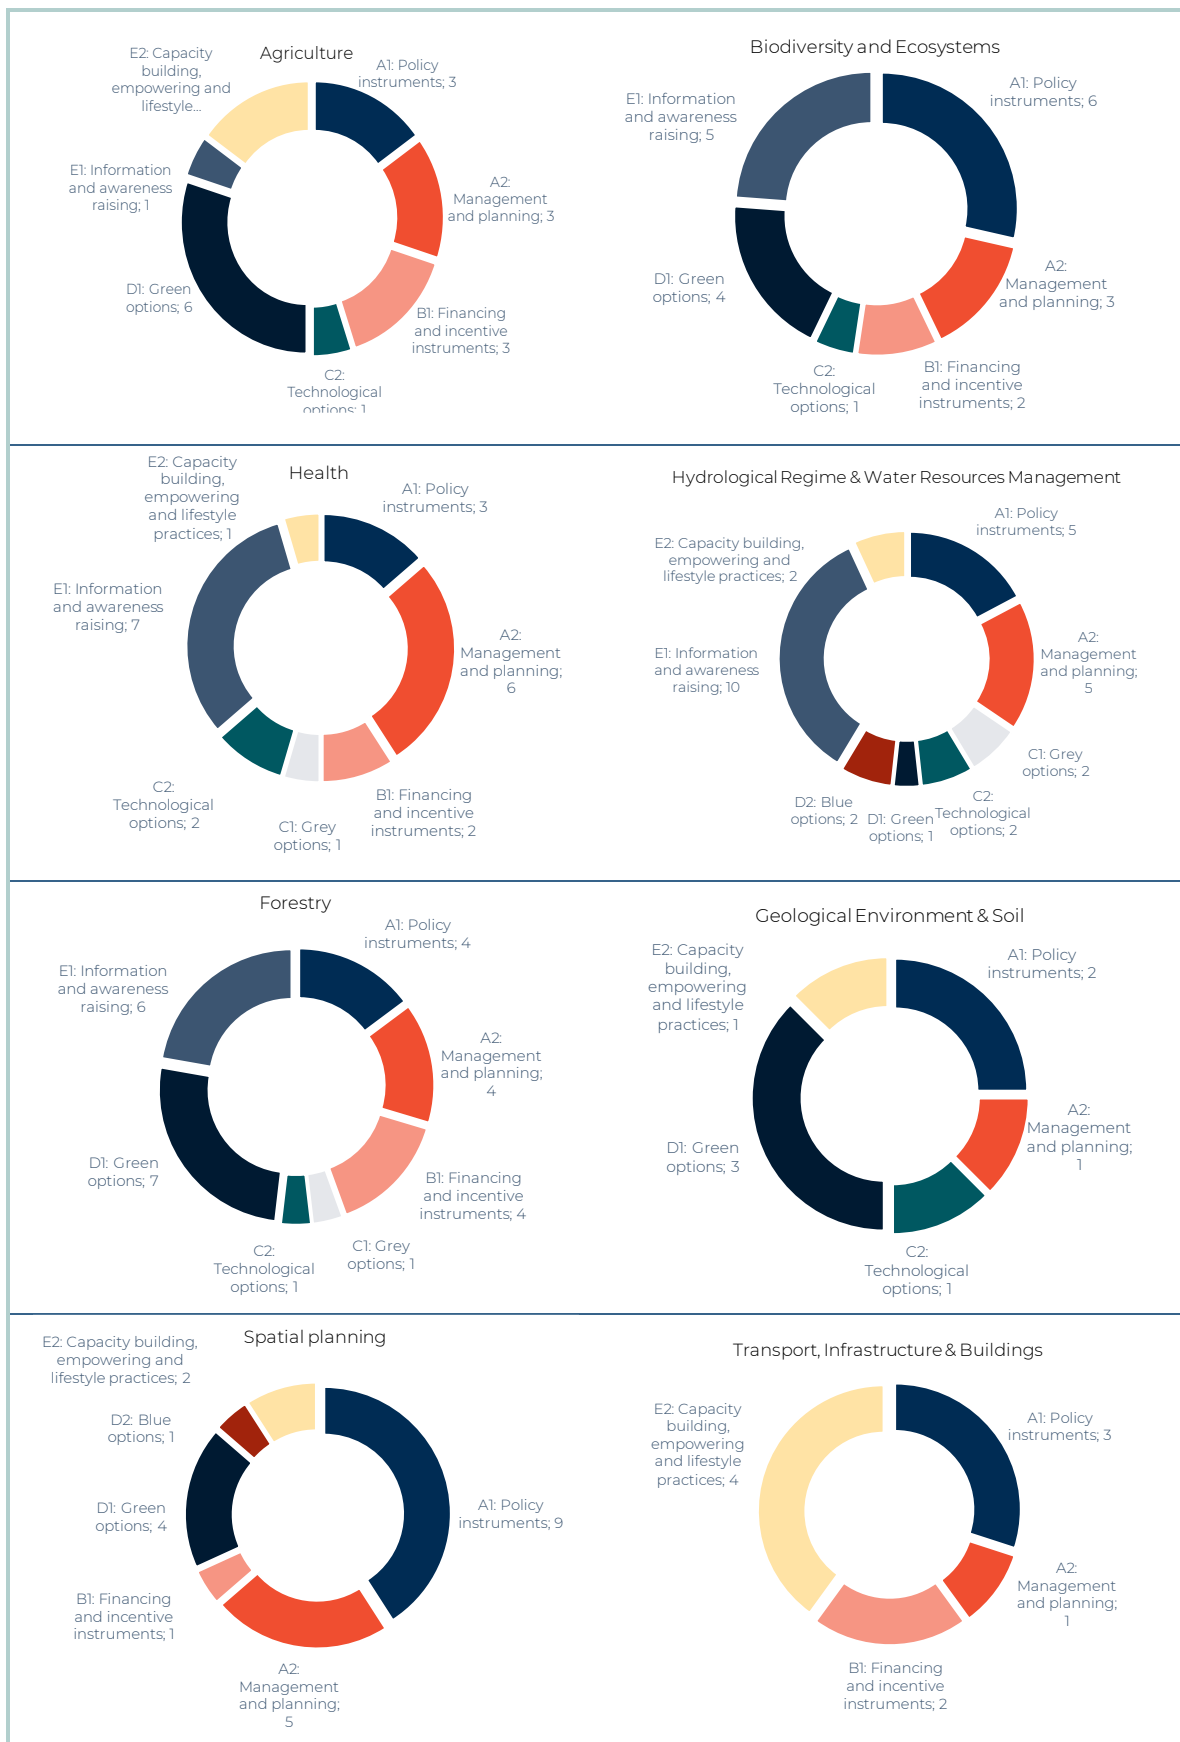 Agriculture
E2: Capacity
building,
empowering and
lifestyle...
A1: Policy
instruments; 3
E1: Information
and awareness
raising; 1
A2:
Management
and planning; 3
D1: Green
options; 6
B1: Financing
and incentive
instruments; 3
C2:
Technological
options; 1
Biodiversity and Ecosystems
E1: Information
and awareness
raising; 5
A1: Policy
instruments; 6
D1: Green
options; 4
A2:
Management
and planning; 3
C2:
Technological
options; 1
B1: Financing
and incentive
instruments; 2
Health
E2: Capacity
building,
empowering
and lifestyle
practices; 1
A1: Policy
instruments; 3
E1: Information
and awareness
raising; 7
A2:
Management
and planning;
6
C2:
Technological
options; 2
C1: Grey
options; 1
B1: Financing
and incentive
instruments; 2
Hydrological Regime & Water Resources Management
E2: Capacity building,
empowering and
lifestyle practices; 2
A1: Policy
instruments; 5
E1: Information
and awareness
raising; 10
A2:
Management
and planning;
5
C1: Grey
options; 2
D2: Blue
options; 2
D1: Green
options; 1
C2:
Technological
options; 2
Forestry
E1: Information
and awareness
raising; 6
A1: Policy
instruments; 4
A2:
Management
and planning;
4
D1: Green
options; 7
B1: Financing
and incentive
instruments; 4
C2:
Technological
options; 1
C1: Grey
options; 1
Geological Environment & Soil
E2: Capacity
building,
empowering
and lifestyle
practices; 1
A1: Policy
instruments; 2
D1: Green
options; 3
A2:
Management
and planning;
1
C2:
Technological
options; 1
Spatial planning
E2: Capacity building,
empowering and
lifestyle practices; 2
D2: Blue
options; 1
D1: Green
options; 4
A1: Policy
instruments; 9
B1: Financing
and incentive
instruments; 1
A2:
Management
and planning;
5
Transport, Infrastructure & Buildings
E2: Capacity
building,
empowering
and lifestyle
practices; 4
A1: Policy
instruments; 3
A2:
Management
and planning;
1
B1: Financing
and incentive
instruments; 2